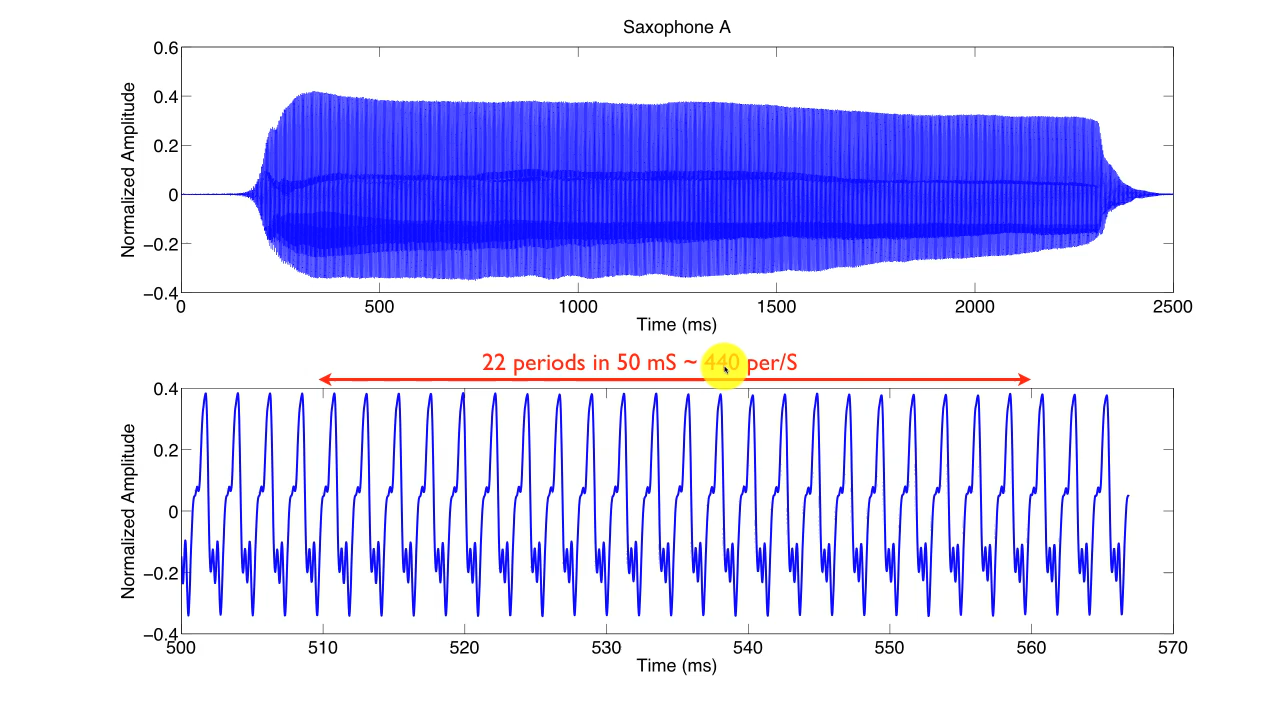 Saxophone A
0.6
0.4
0.2
0
−0.2
−0.4
Normalized Amplitude
0 500 1000 1500 2000 2500
Time (ms)
22 periods in 50 mS ~ 440 per/S
0.4
0.2
0
−0.2
−0.4
Normalized Amplitude
500 510 520 530 540 550 560 570
Time (ms)